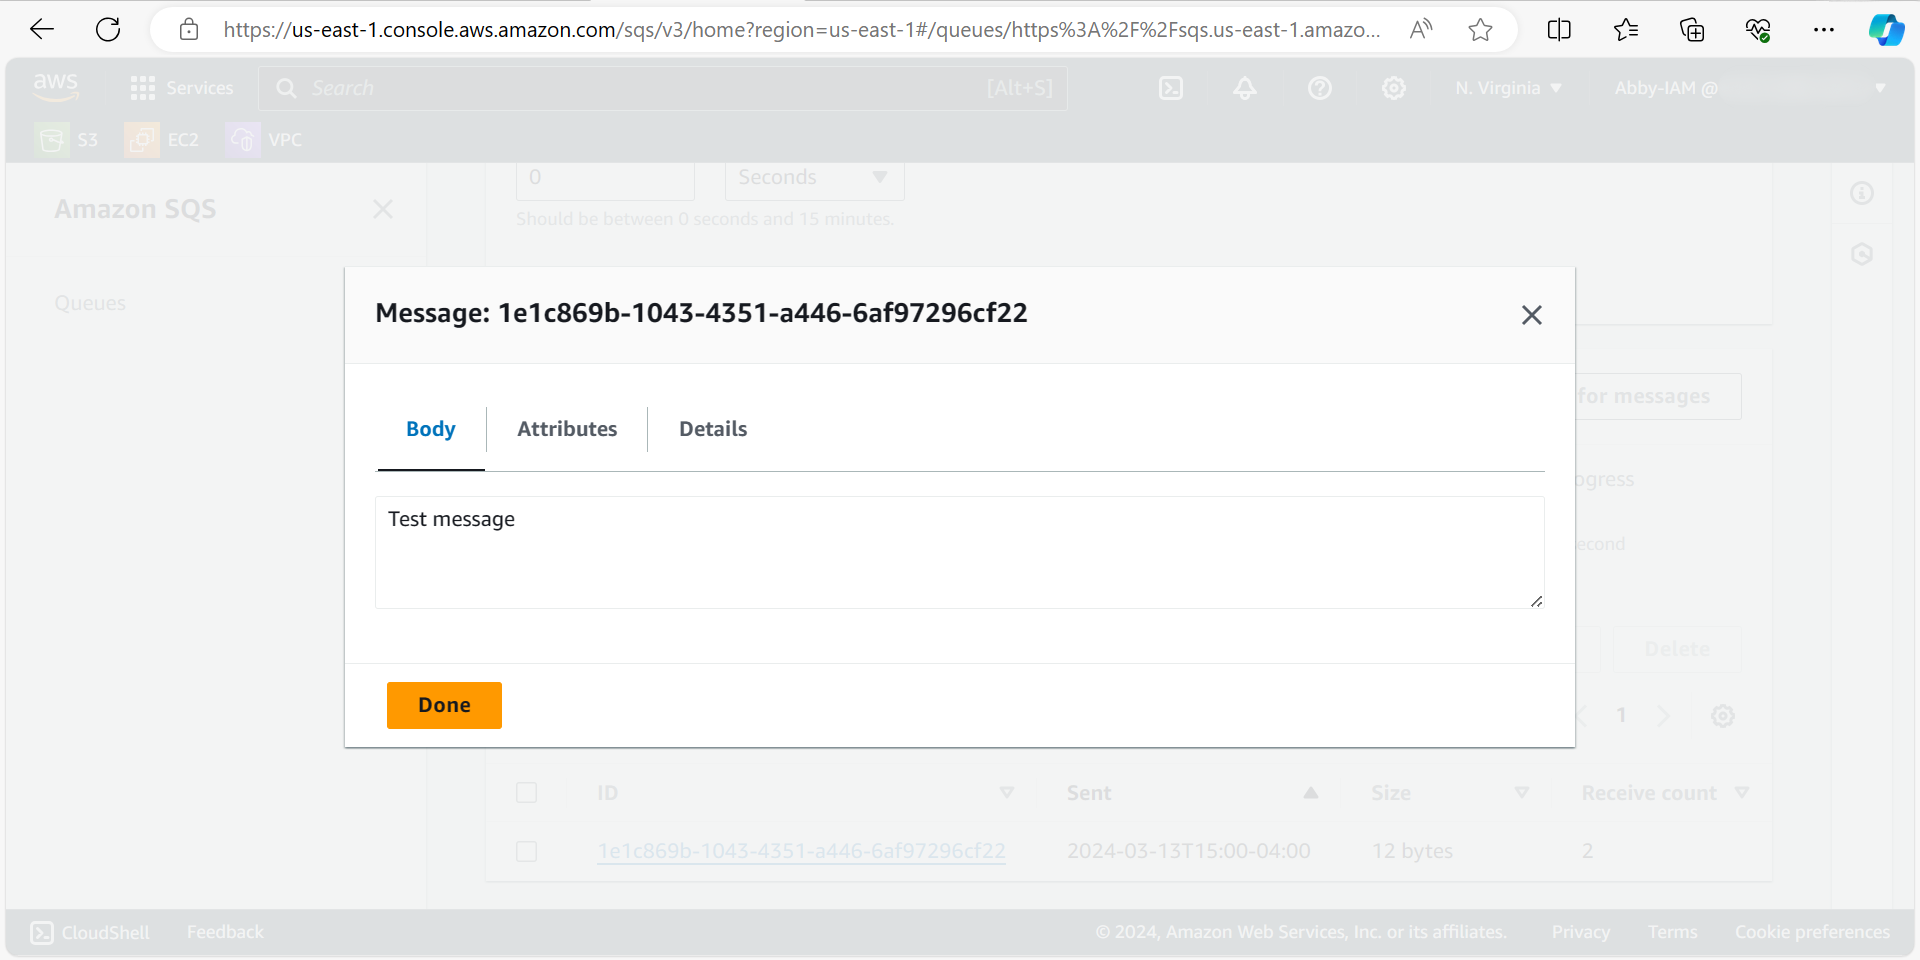 https://us-east-1.console.aws.amazon.com/sqs/v3/home?region=us-east-1#/queues/https%3A%2F%2Fsqs.us-east-1.amazo...
aws
Services
Search
[Alt+S]
N. Virginia
Abby-IAM @
S3
EC2
VPC
Amazon SQS
Queues
0
Seconds
Should be between 0 seconds and 15 minutes.
Message: 1e1c869b-1043-4351-a446-6af97296cf22
for messages
Body
Attributes
Details
ogress
Test message
econd
Delete
Done
1
ID
Sent
Size
Receive count
1e1c869b-1043-4351-a446-6af97296cf22
2024-03-13T15:00-04:00
12 bytes
2
CloudShell
Feedback
© 2024, Amazon Web Services, Inc. or its affiliates.
Privacy
Terms
Cookie preferences